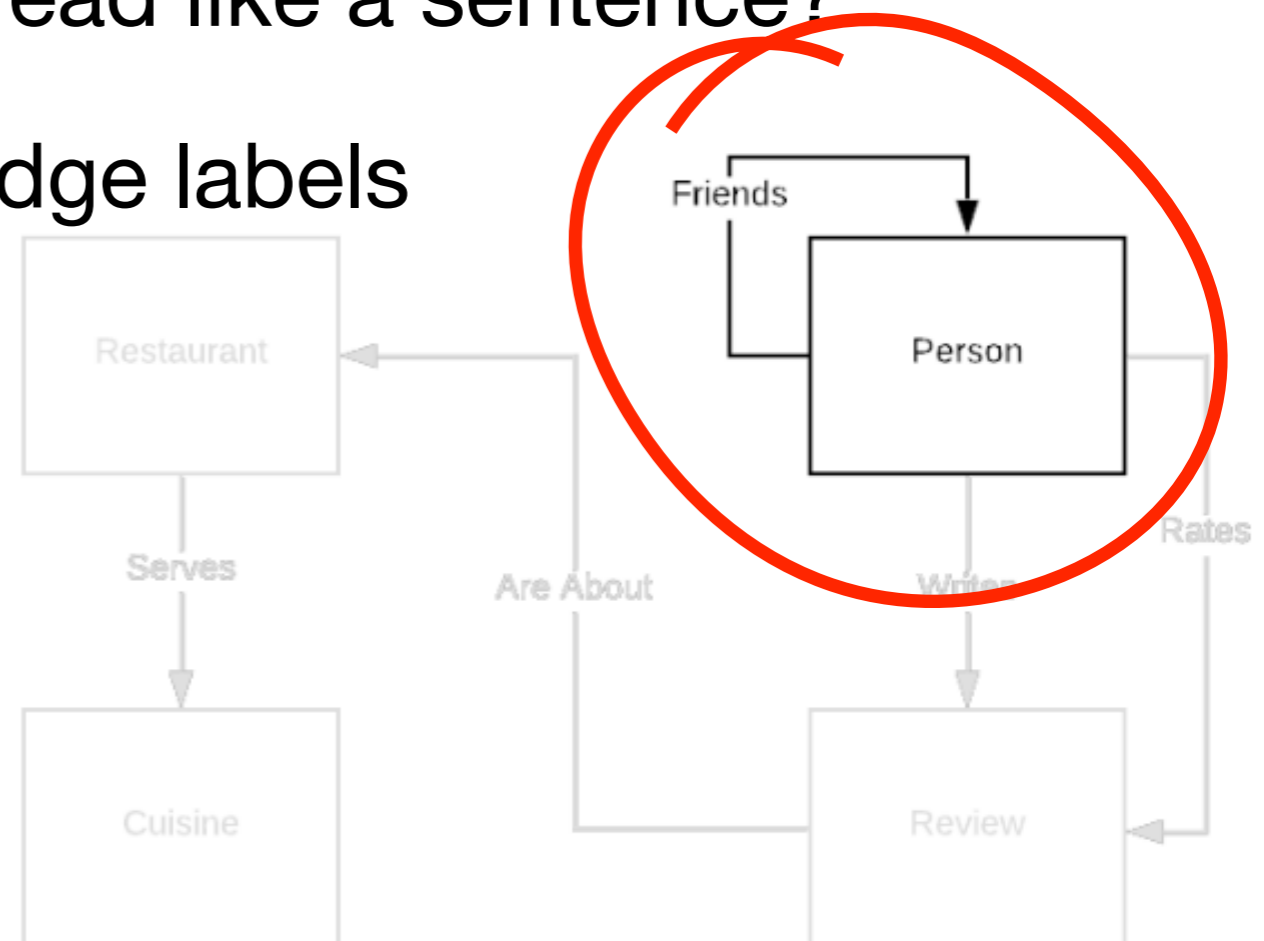 ead like a sentence?
dge labels
Friends
Restaurant
Person
Rates
Serves
Are About
Cuisine
Review